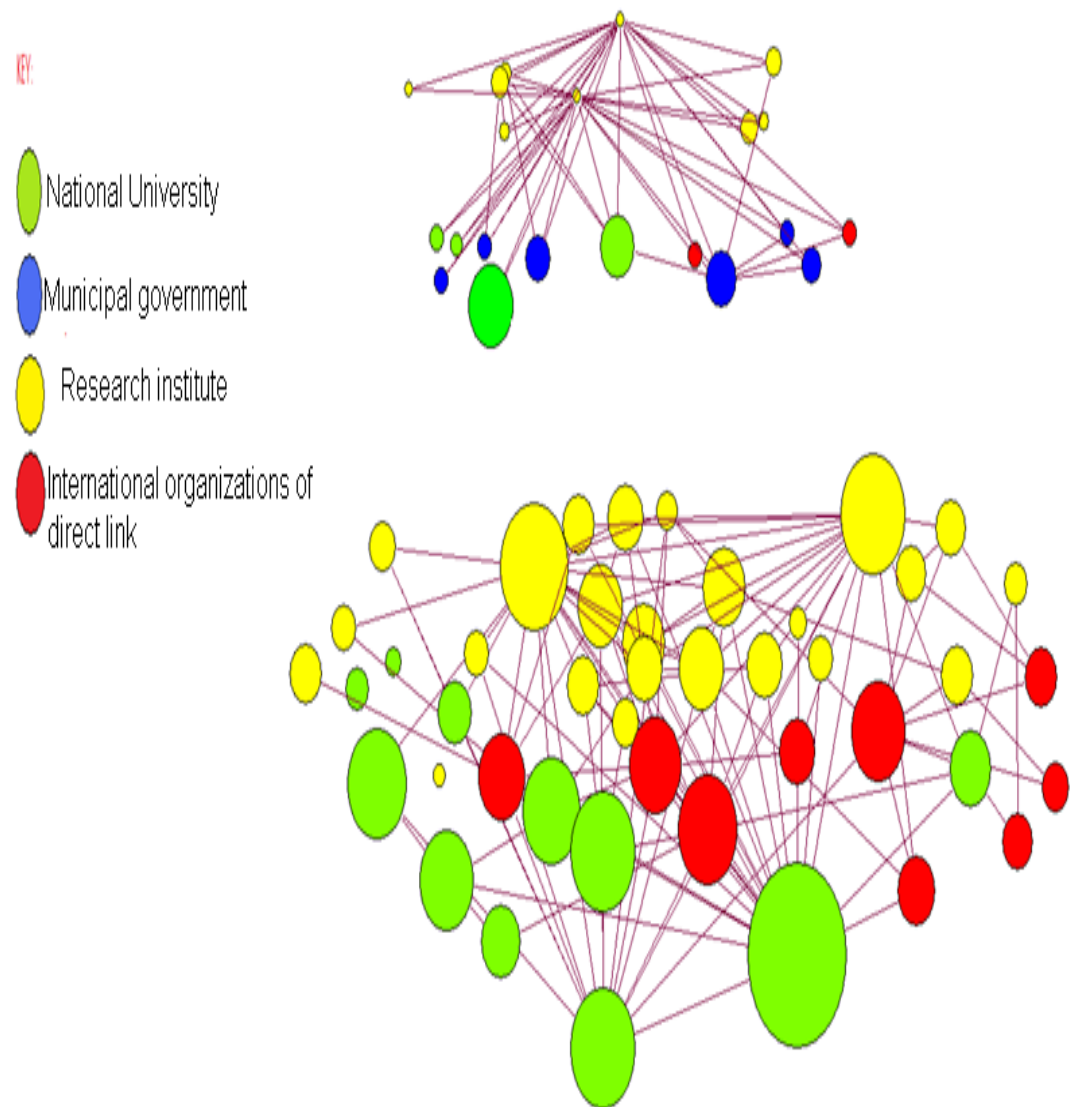 KEY:
National University
Municipal government
Research institute
International organizations of
direct link